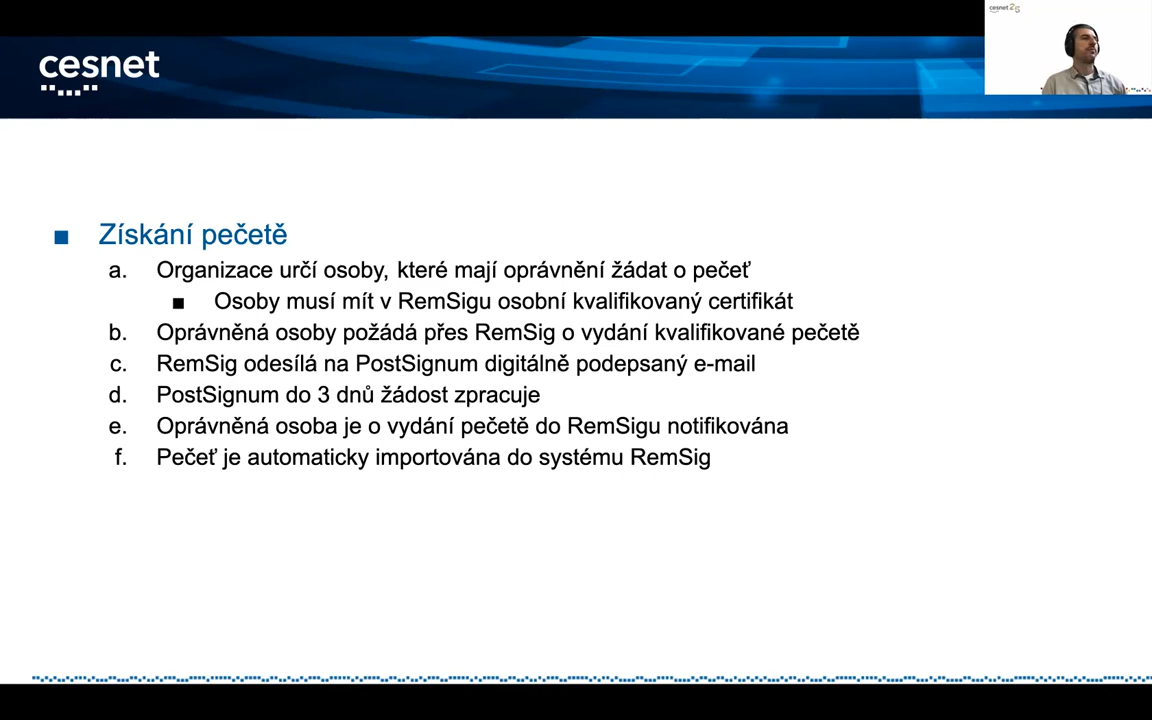 cesnet
cesnet
Získání pečetě
a. Organizace určí osoby, které mají oprávnění žádat o pečeť
Osoby musí mít v RemSigu osobní kvalifikovaný certifikát
b. Oprávněná osoby požádá přes RemSig o vydání kvalifikované pečetě
c. RemSig odesílá na PostSignum digitálně podepsaný e-mail
d. PostSignum do 3 dnů žádost zpracuje
e. Oprávněná osoba je o vydání pečetě do RemSigu notifikována
f. Pečeť je automaticky importována do systému RemSig